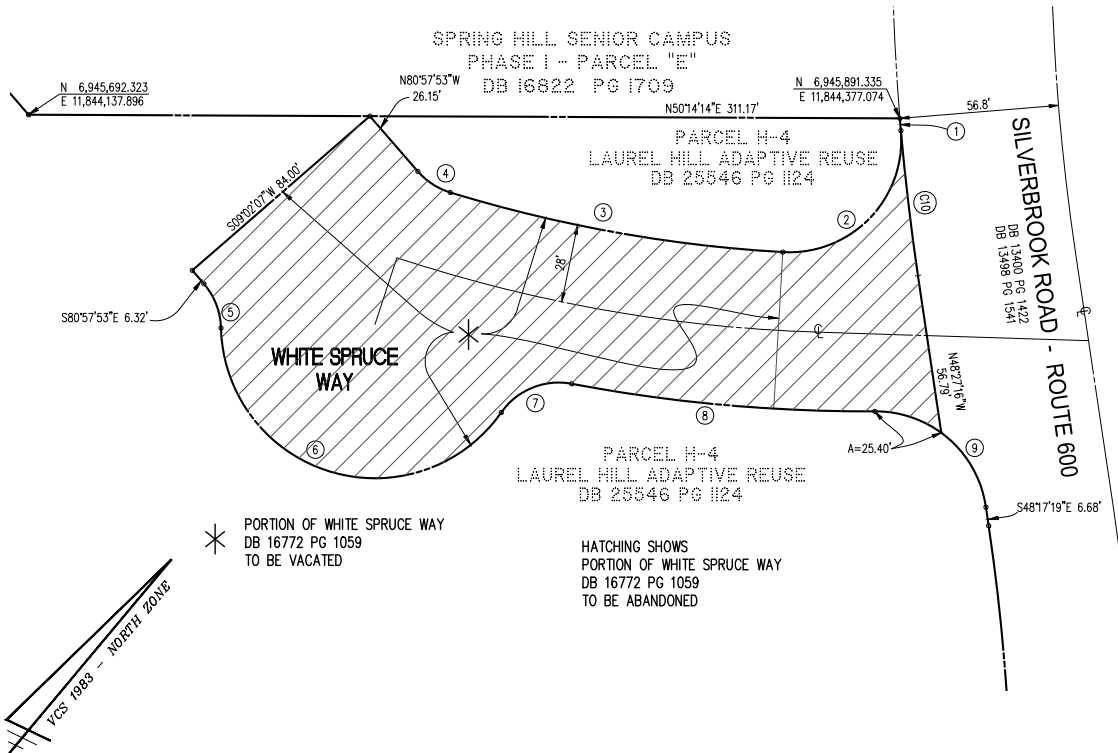 SPRING HILL SENIOR CAMPUS
PHASE I - PARCEL "E"
DB 16822 PG 1709
N 6,945,692.323
E 11,844,137.896
N80°57'53"W
26.15'
N 6,945,891.335
E 11,844,377.074
N50°14'14"E 311.17'
56.8'
1
PARCEL H-4
LAUREL HILL ADAPTIVE REUSE
DB 25546 PG 1124
SILVERBROOK ROAD - ROUTE 600
DB 13400 PG 1422
DB 13498 PG 1541
S09°02'07"W 84.00'
4
3
2
C10
28'
S80°57'53"E 6.32'
5
WHITE SPRUCE
WAY
N48°27'16"W
56.79'
7
8
6
A=25.40'
9
PARCEL H-4
LAUREL HILL ADAPTIVE REUSE
DB 25546 PG 1124
S48°17'19"E 6.68'
PORTION OF WHITE SPRUCE WAY
DB 16772 PG 1059
TO BE VACATED
HATCHING SHOWS
PORTION OF WHITE SPRUCE WAY
DB 16772 PG 1059
TO BE ABANDONED
VCS 1983 - NORTH ZONE